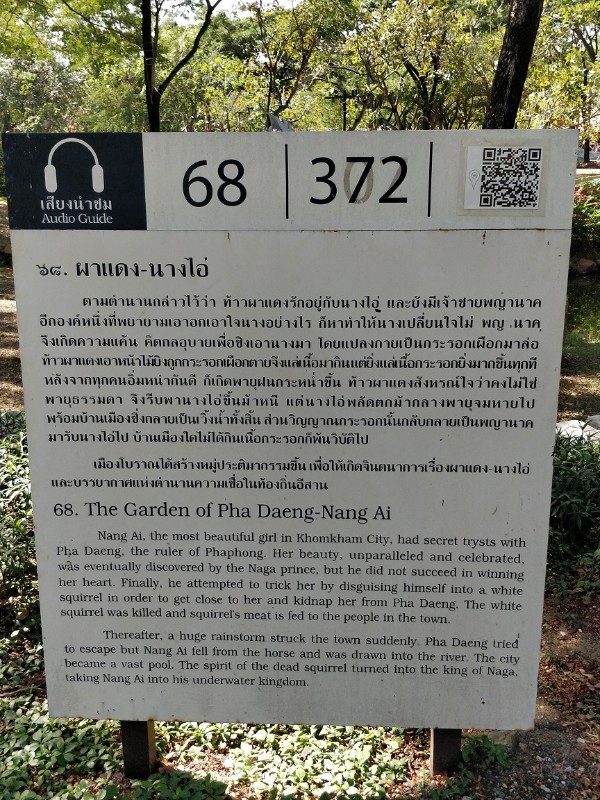 เสียงนำชม
Audio Guide
68
372
๖๘. ผาแดง-นางไอ่
ตามตำนานกล่าวไว้ว่า ท้าวผาแดงรักอยู่กับนางไอ่ และยังมีเจ้าชายพญานาค
อีกองค์หนึ่งที่พยายามเอาอกเอาใจนางอย่างไร ก็หาทำให้นางเปลี่ยนใจไม่ พญานาค
จึงเกิดความแค้น คิดกลอุบายเพื่อชิงเอานางมา โดยแปลงกายเป็นกระรอกเผือกมาล่อ
ท้าวผาแดงเอาหน้าไม้ยิงถูกกระรอกเผือกตายจึงแล่เนื้อมากินแต่ยิ่งแล่เนื้อกระรอกยิ่งมากขึ้นทุกที
หลังจากทุกคนอิ่มหนำกันดี ก็เกิดพายุฝนกระหน่ำขึ้น ท้าวผาแดงสังหรณ์ใจว่าคงไม่ใช่
พายุธรรมดา จึงรีบพานางไอ่ขึ้นม้าหนี แต่นางไอ่พลัดตกม้ากลางพายุจมหายไป
พร้อมบ้านเมืองซึ่งกลายเป็นเวิ้งน้ำทั้งสิ้น ส่วนวิญญาณกระรอกนั้นกลับกลายเป็นพญานาค
มารับนางไอ่ไป บ้านเมืองใดไม่ได้กินเนื้อกระรอกก็พ้นวิบัติไป
เมืองโบราณได้สร้างหมู่ประติมากรรมขึ้น เพื่อให้เกิดจินตนาการเรื่องผาแดง-นางไอ่
และบรรยากาศแห่งตำนานความเชื่อในท้องถิ่นอีสาน
68. The Garden of Pha Daeng-Nang Ai
Nang Ai, the most beautiful girl in Khomkham City, had secret trysts with
Pha Daeng, the ruler of Phaphong. Her beauty, unparalleled and celebrated,
was eventually discovered by the Naga prince, but he did not succeed in winning
her heart. Finally, he attempted to trick her by disguising himself into a white
squirrel in order to get close to her and kidnap her from Pha Daeng. The white
squirrel was killed and squirrel's meat is fed to the people in the town.
Thereafter, a huge rainstorm struck the town suddenly. Pha Daeng tried
to escape but Nang Ai fell from the horse and was drawn into the river. The city
became a vast pool. The spirit of the dead squirrel turned into the king of Naga,
taking Nang Ai into his underwater kingdom.